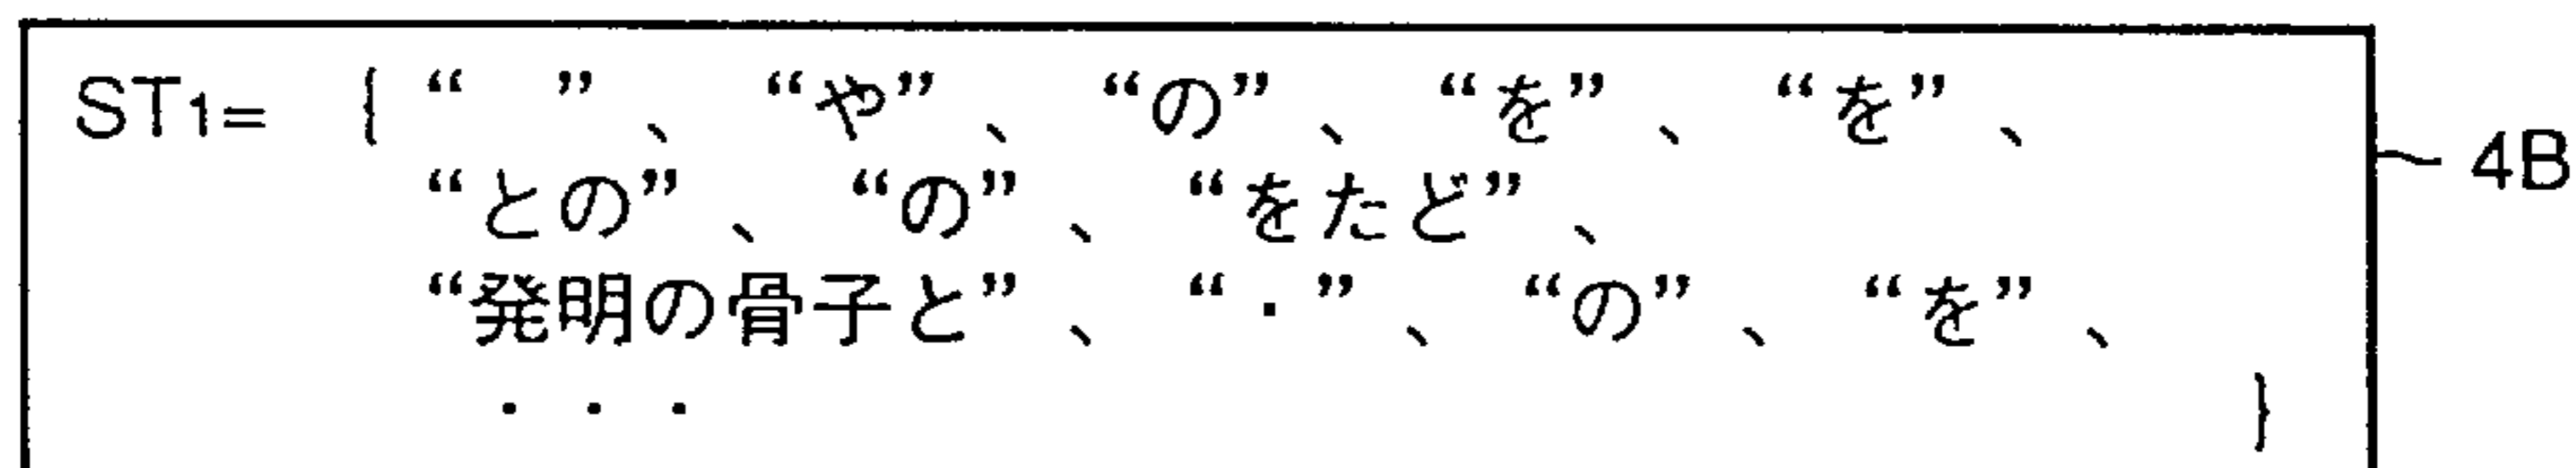 ST1= { “　”、 “や”、 “の”、 “を”、 “を”、
“との”、 “の”、 “をたど”、
“発明の骨子と”、 “・”、 “の”、 “を”、
・・・ }
4B